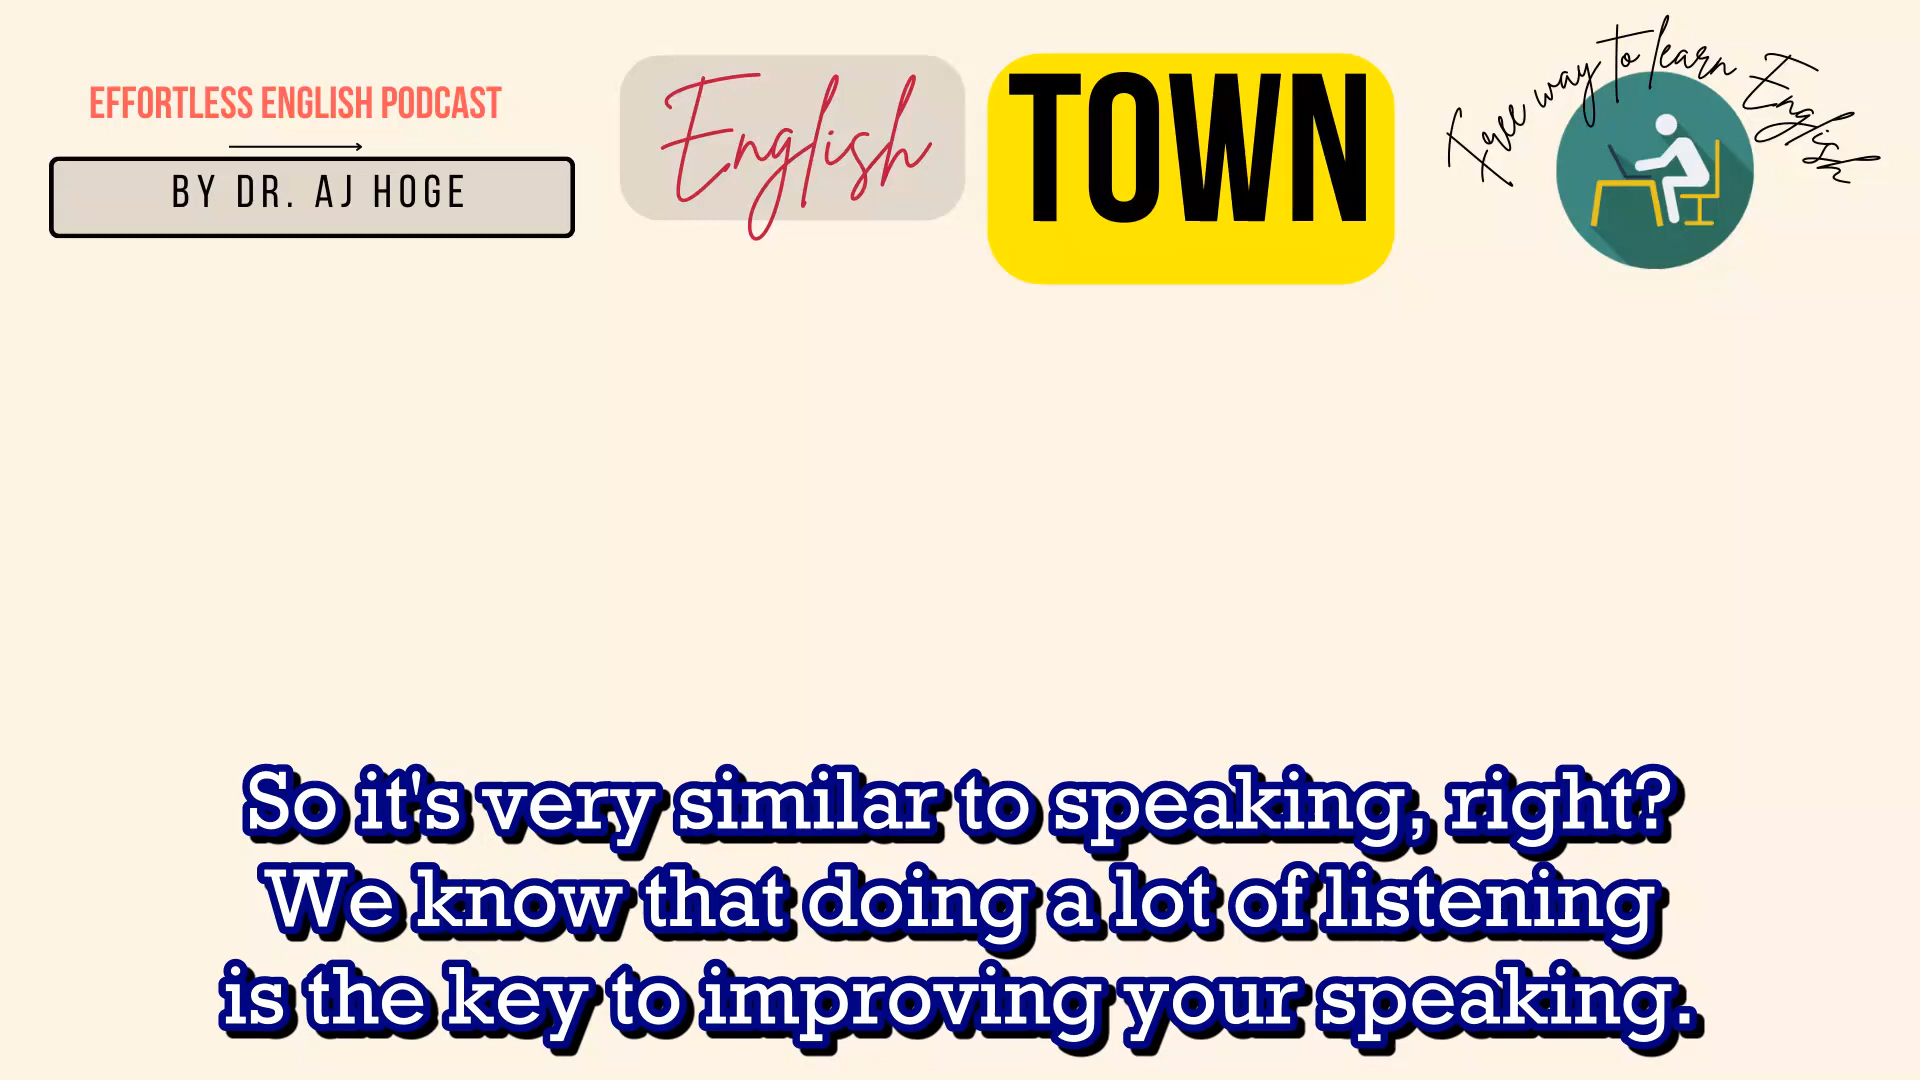 EFFORTLESS ENGLISH PODCAST
BY DR. AJ HOGE
English
TOWN
Free way to learn English
So it's very similar to speaking, right?
We know that doing a lot of listening
is the key to improving your speaking.